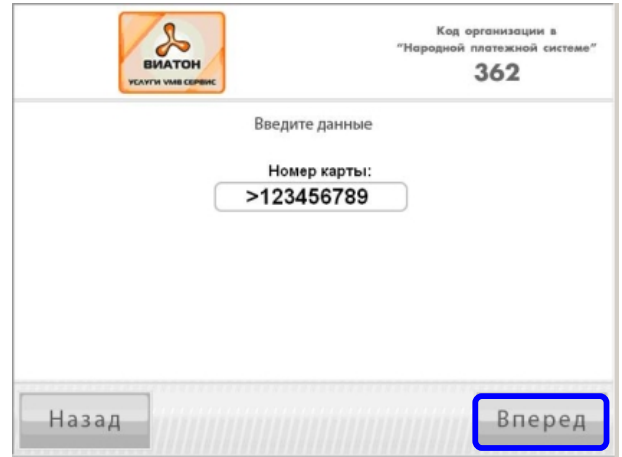 ВИАТОН
УСЛУГИ VMB СЕРВИС
Код организации в
"Народной платежной системе"
362
Введите данные
Номер карты:
>123456789
Назад
Вперед